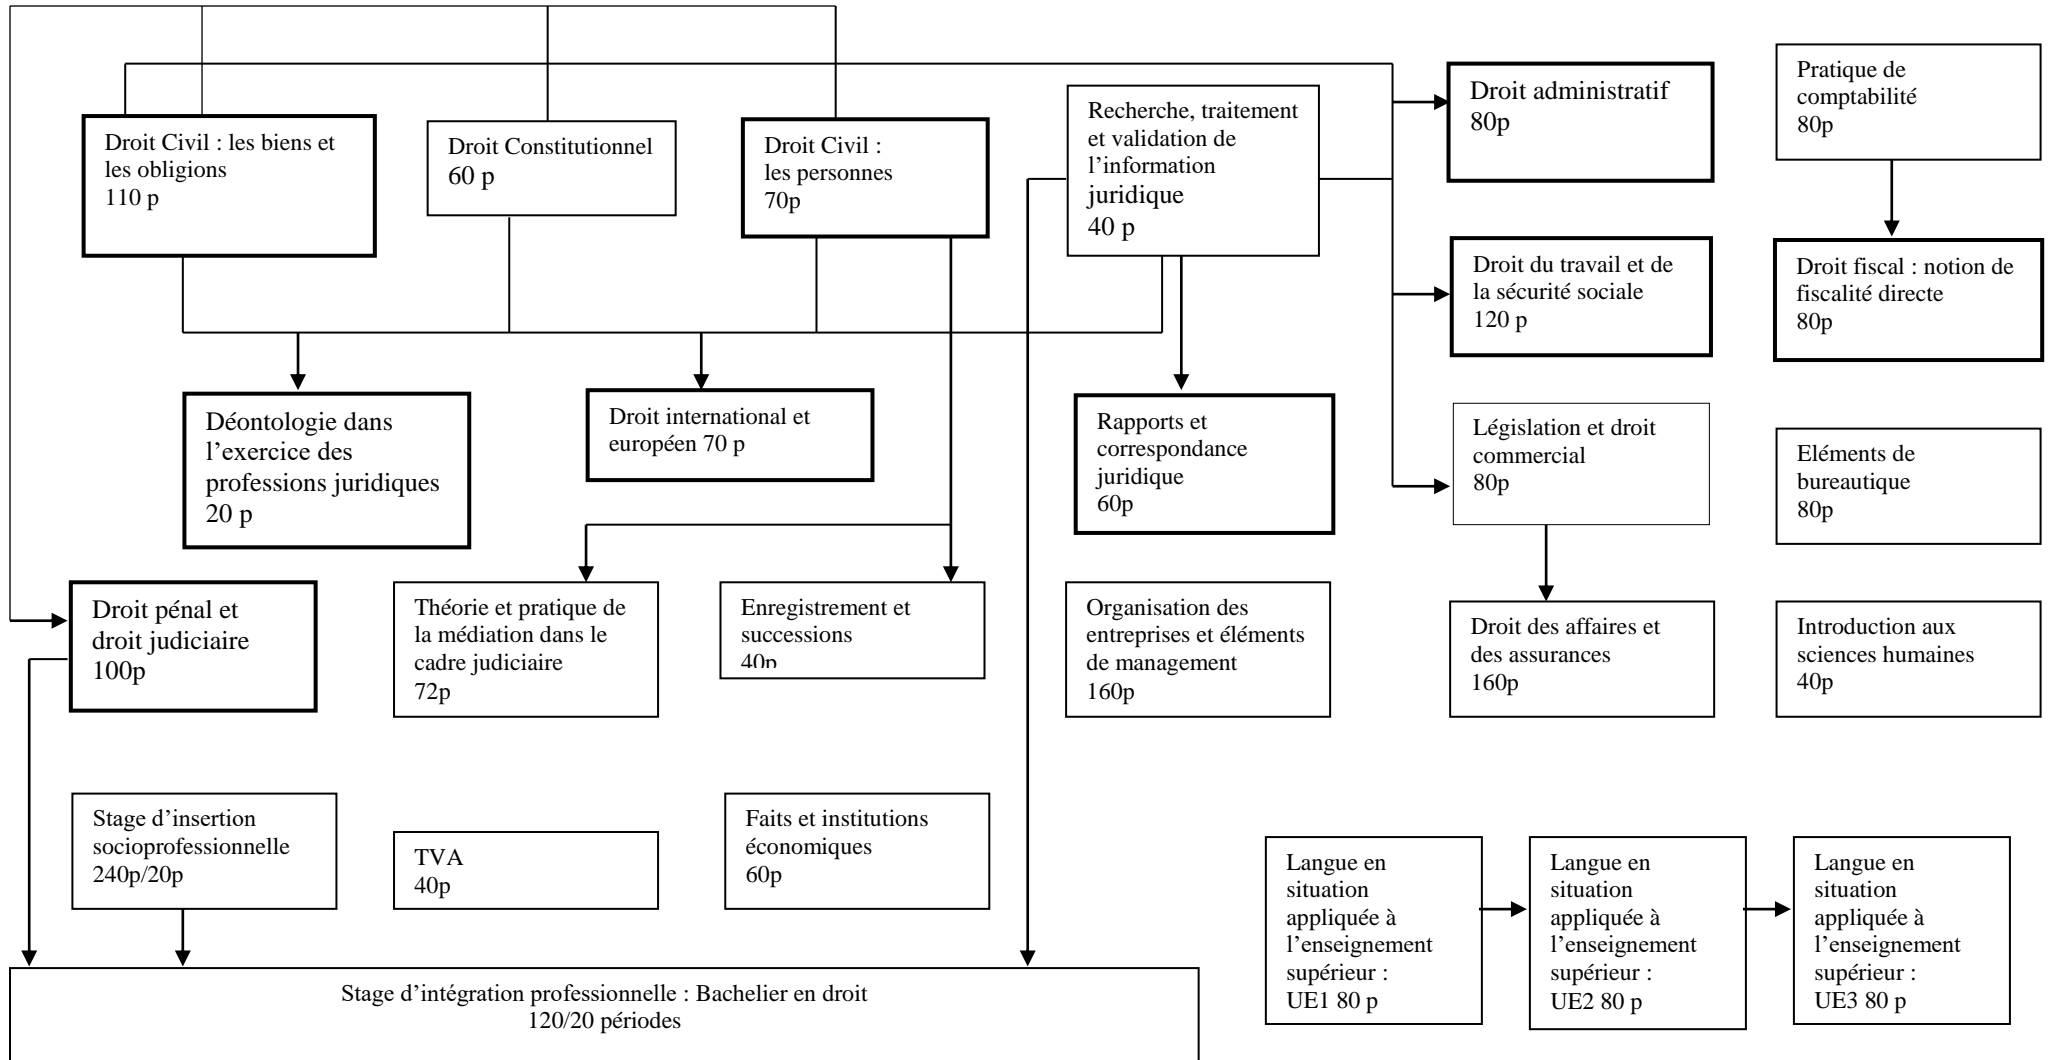 Droit Civil : les biens et
les obligions
110 p
Droit Constitutionnel
60 p
Droit Civil :
les personnes
70p
Recherche, traitement
et validation de
l’information
juridique
40 p
Droit administratif
80p
Pratique de
comptabilité
80p
Droit du travail et de
la sécurité sociale
120 p
Droit fiscal : notion de
fiscalité directe
80p
Déontologie dans
l’exercice des
professions juridiques
20 p
Droit international et
européen 70 p
Rapports et
correspondance
juridique
60p
Législation et droit
commercial
80p
Eléments de
bureautique
80p
Droit pénal et
droit judiciaire
100p
Théorie et pratique de
la médiation dans le
cadre judiciaire
72p
Enregistrement et
successions
40p
Organisation des
entreprises et éléments
de management
160p
Droit des affaires et
des assurances
160p
Introduction aux
sciences humaines
40p
Stage d’insertion
socioprofessionnelle
240p/20p
TVA
40p
Faits et institutions
économiques
60p
Langue en
situation
appliquée à
l’enseignement
supérieur :
UE1 80 p
Langue en
situation
appliquée à
l’enseignement
supérieur :
UE2 80 p
Langue en
situation
appliquée à
l’enseignement
supérieur :
UE3 80 p
Stage d’intégration professionnelle : Bachelier en droit
120/20 périodes